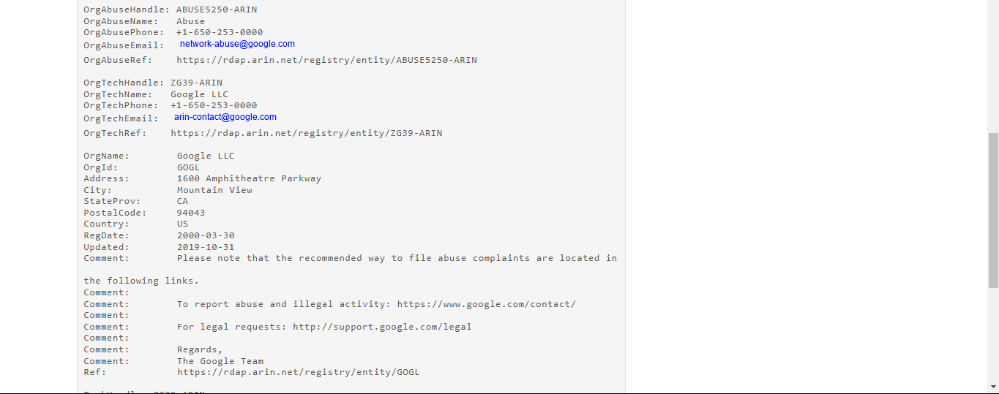 OrgAbuseHandle: ABUSE5250-ARIN
OrgAbuseName:   Abuse
OrgAbusePhone:  +1-650-253-0000
OrgAbuseEmail:  network-abuse@google.com
OrgAbuseRef:    https://rdap.arin.net/registry/entity/ABUSE5250-ARIN
OrgTechHandle: ZG39-ARIN
OrgTechName:   Google LLC
OrgTechPhone:  +1-650-253-0000
OrgTechEmail:  arin-contact@google.com
OrgTechRef:    https://rdap.arin.net/registry/entity/ZG39-ARIN
OrgName:        Google LLC
OrgId:          GOGL
Address:        1600 Amphitheatre Parkway
City:           Mountain View
StateProv:      CA
PostalCode:     94043
Country:        US
RegDate:        2000-03-30
Updated:        2019-10-31
Comment:        Please note that the recommended way to file abuse complaints are located in
the following links.
Comment:
Comment:        To report abuse and illegal activity: https://www.google.com/contact/
Comment:
Comment:        For legal requests: http://support.google.com/legal
Comment:
Comment:        Regards,
Comment:        The Google Team
Ref:            https://rdap.arin.net/registry/entity/GOGL